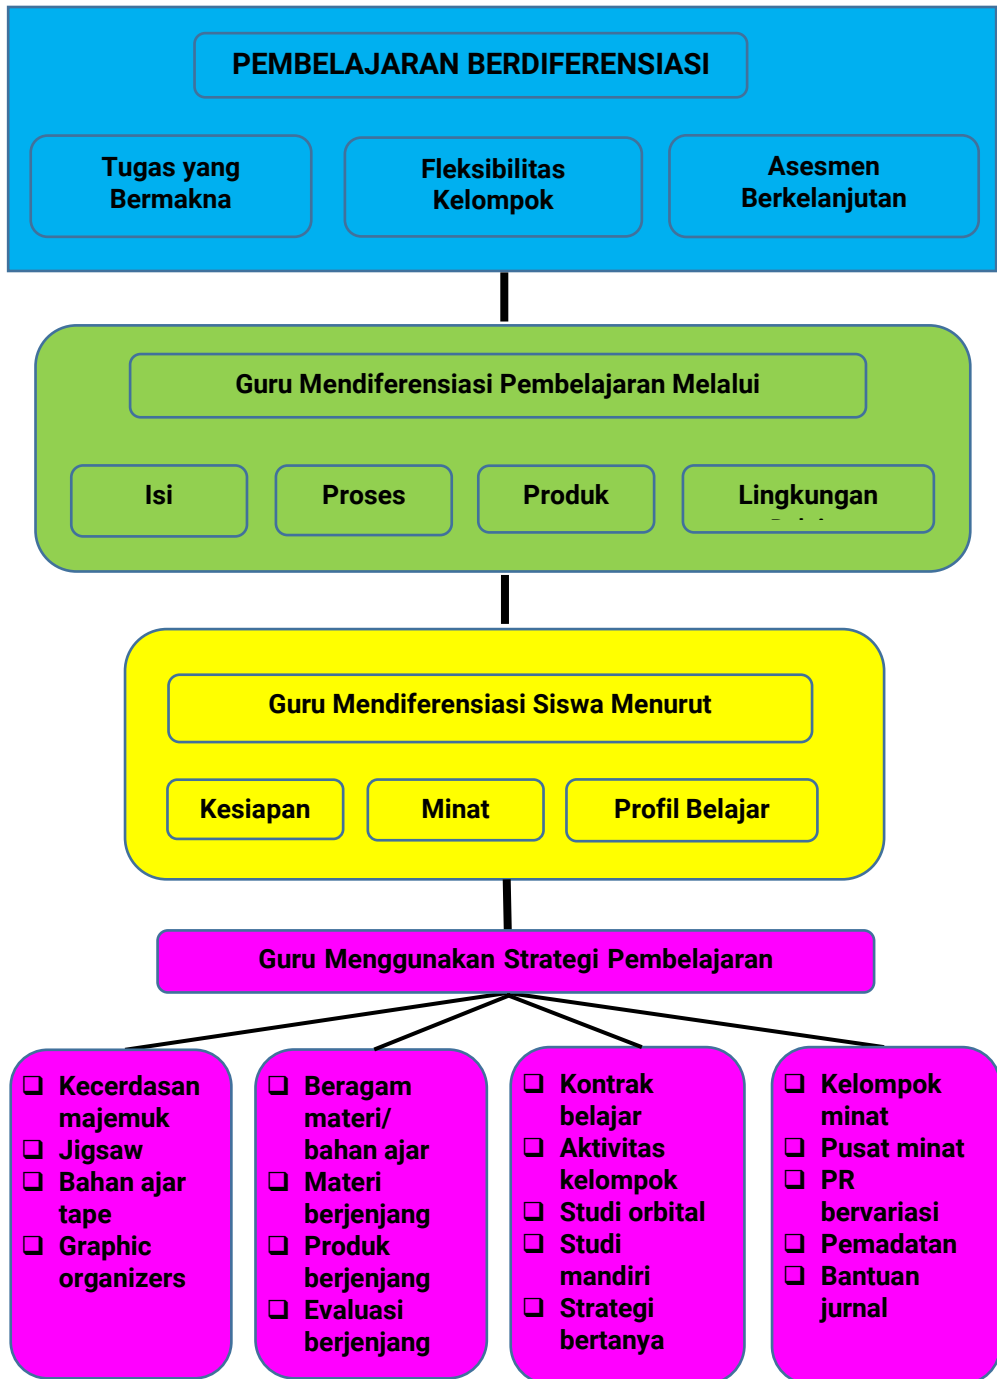 PEMBELAJARAN BERDIFERENSIASI
Tugas yang
Bermakna
Fleksibilitas
Kelompok
Asesmen
Berkelanjutan
Guru Mendiferensiasi Pembelajaran Melalui
Isi
Proses
Produk
Lingkungan
Guru Mendiferensiasi Siswa Menurut
Kesiapan
Minat
Profil Belajar
Guru Menggunakan Strategi Pembelajaran
❑ Kecerdasan
majemuk
❑ Jigsaw
❑ Bahan ajar
tape
❑ Graphic
organizers
❑ Beragam
materi/
bahan ajar
❑ Materi
berjenjang
❑ Produk
berjenjang
❑ Evaluasi
berjenjang
❑ Kontrak
belajar
❑ Aktivitas
kelompok
❑ Studi orbital
❑ Studi
mandiri
❑ Strategi
bertanya
❑ Kelompok
minat
❑ Pusat minat
❑ PR
bervariasi
❑ Pemadatan
❑ Bantuan
jurnal